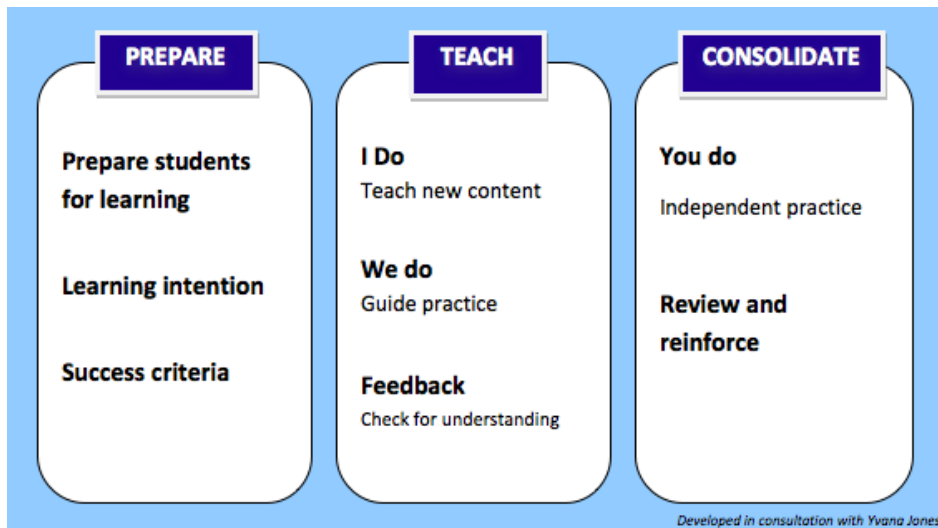 PREPARE
Prepare students
for learning
Learning intention
Success criteria
TEACH
I Do
Teach new content
We do
Guide practice
Feedback
Check for understanding
CONSOLIDATE
You do
Independent practice
Review and
reinforce
Developed in consultation with Yvana Jones